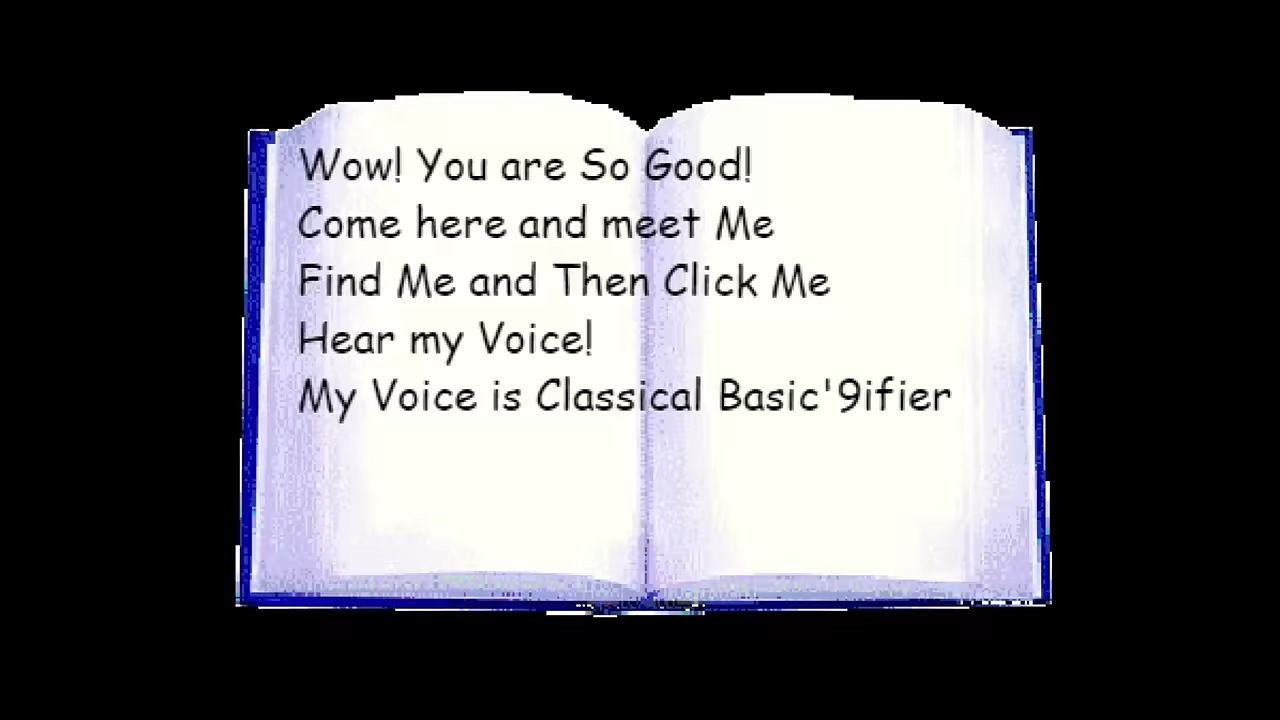 Wow! You are So Good!
Come here and meet Me
Find Me and Then Click Me
Hear my Voice!
My Voice is Classical Basic'9ifier